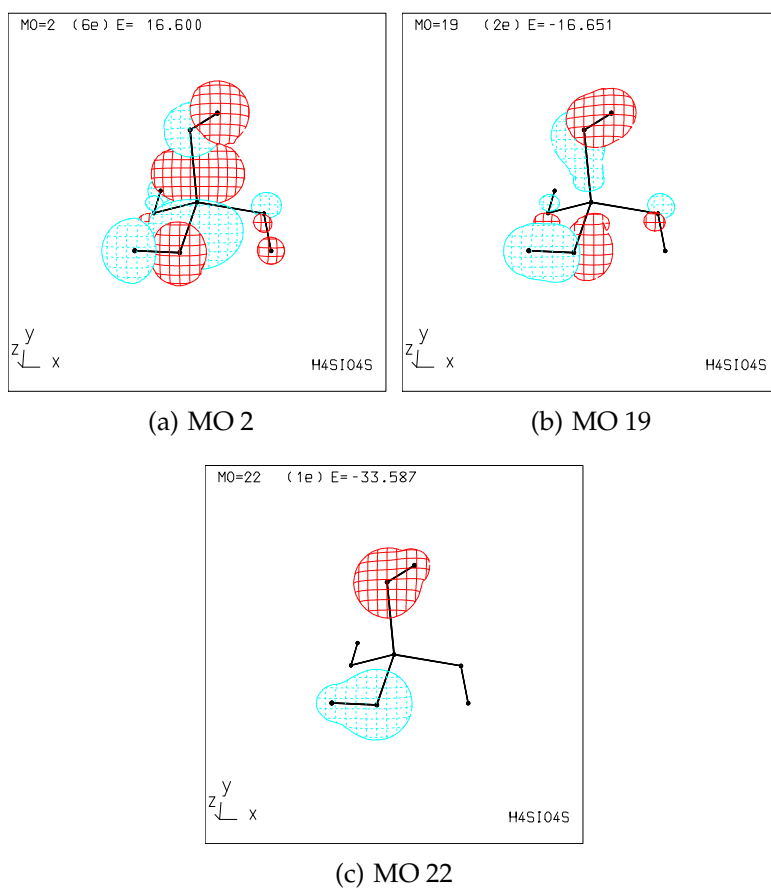 MO=2 (6e) E= 16.600
MO=19 (2e) E=-16.651
y
z
x
H4SIO4S
y
z
x
H4SIO4S
(a) MO 2
(b) MO 19
MO=22 (1e) E=-33.587
y
z
x
H4SIO4S
(c) MO 22